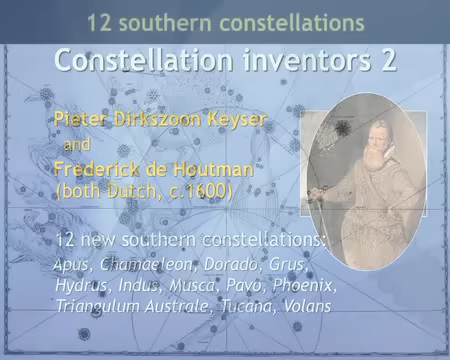 12 southern constellations
Constellation inventors 2
Pieter Dirkszoon Keyser
and
Frederick de Houtman
(both Dutch, c.1600)
12 new southern constellations:
Apus, Chamaeleon, Dorado, Grus,
Hydrus, Indus, Musca, Pavo, Phoenix,
Triangulum Australe, Tucana, Volans